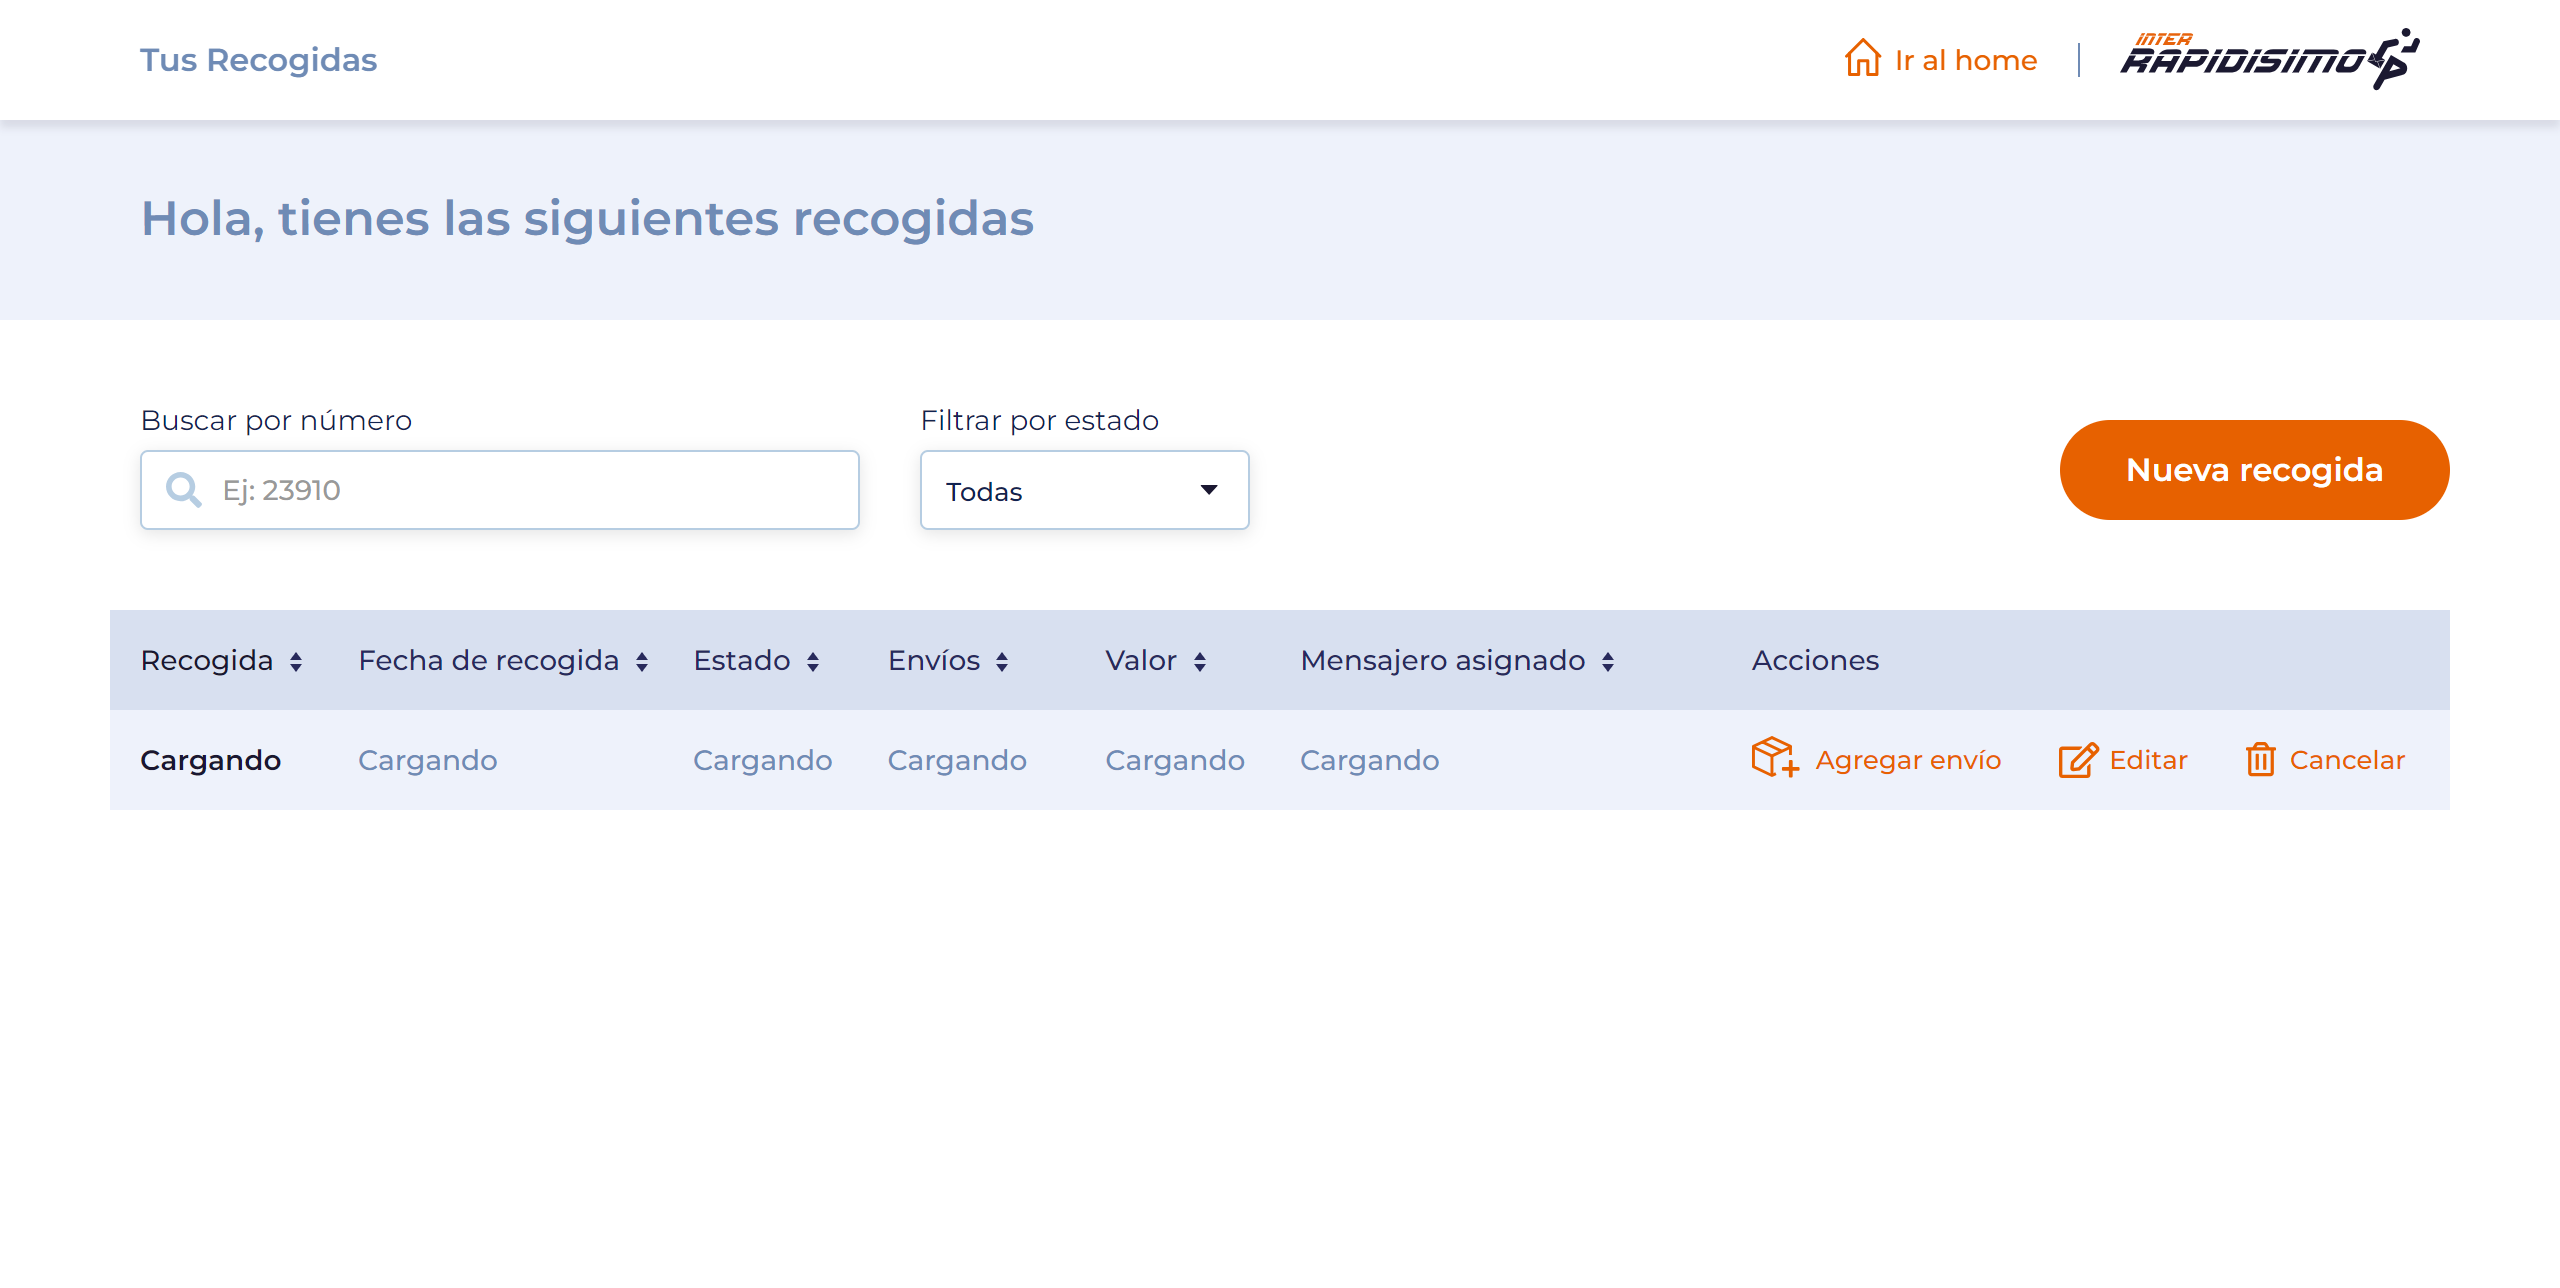 Tus Recogidas
Ir al home
INTER
RAPIDISIMO
Hola, tienes las siguientes recogidas
Buscar por número
Filtrar por estado
Ej: 23910
Todas
Nueva recogida
Recogida Fecha de recogida Estado Envíos Valor Mensajero asignado Acciones
Cargando Cargando Cargando Cargando Cargando Cargando Agregar envío Editar Cancelar